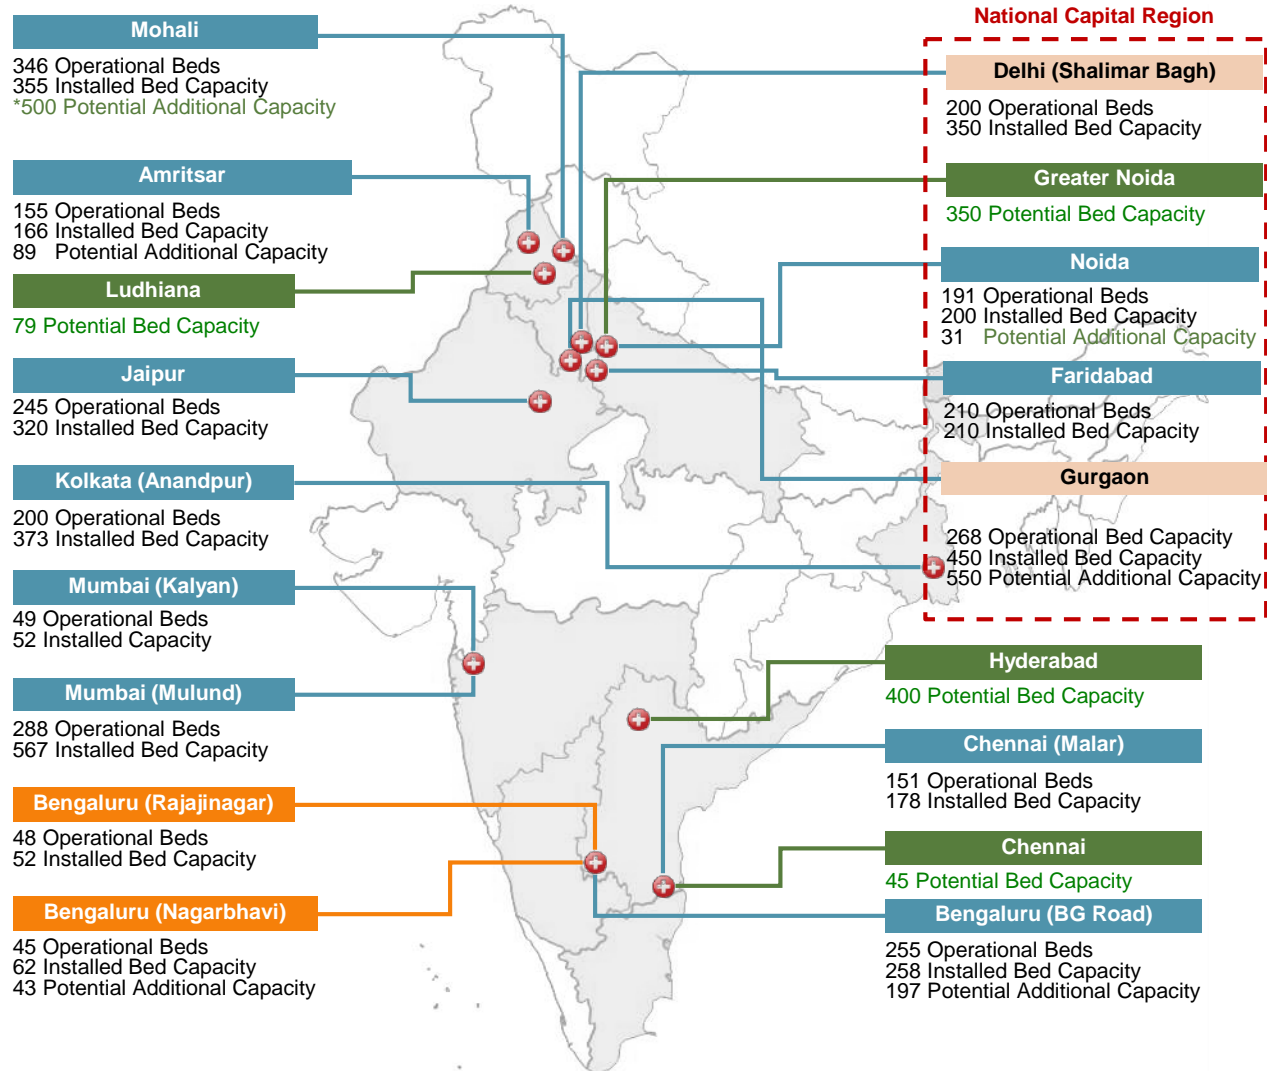 Mohali
346 Operational Beds
355 Installed Bed Capacity
*500 Potential Additional Capacity
Amritsar
155 Operational Beds
166 Installed Bed Capacity
89 Potential Additional Capacity
Ludhiana
79 Potential Bed Capacity
Jaipur
245 Operational Beds
320 Installed Bed Capacity
Kolkata (Anandpur)
200 Operational Beds
373 Installed Bed Capacity
Mumbai (Kalyan)
49 Operational Beds
52 Installed Capacity
Mumbai (Mulund)
288 Operational Beds
567 Installed Bed Capacity
Bengaluru (Rajajinagar)
48 Operational Beds
52 Installed Bed Capacity
Bengaluru (Nagarbhavi)
45 Operational Beds
62 Installed Bed Capacity
43 Potential Additional Capacity
National Capital Region
Delhi (Shalimar Bagh)
200 Operational Beds
350 Installed Bed Capacity
Greater Noida
350 Potential Bed Capacity
Noida
191 Operational Beds
200 Installed Bed Capacity
31 Potential Additional Capacity
Faridabad
210 Operational Beds
210 Installed Bed Capacity
Gurgaon
268 Operational Bed Capacity
450 Installed Bed Capacity
550 Potential Additional Capacity
Hyderabad
400 Potential Bed Capacity
Chennai (Malar)
151 Operational Beds
178 Installed Bed Capacity
Chennai
45 Potential Bed Capacity
Bengaluru (BG Road)
255 Operational Beds
258 Installed Bed Capacity
197 Potential Additional Capacity